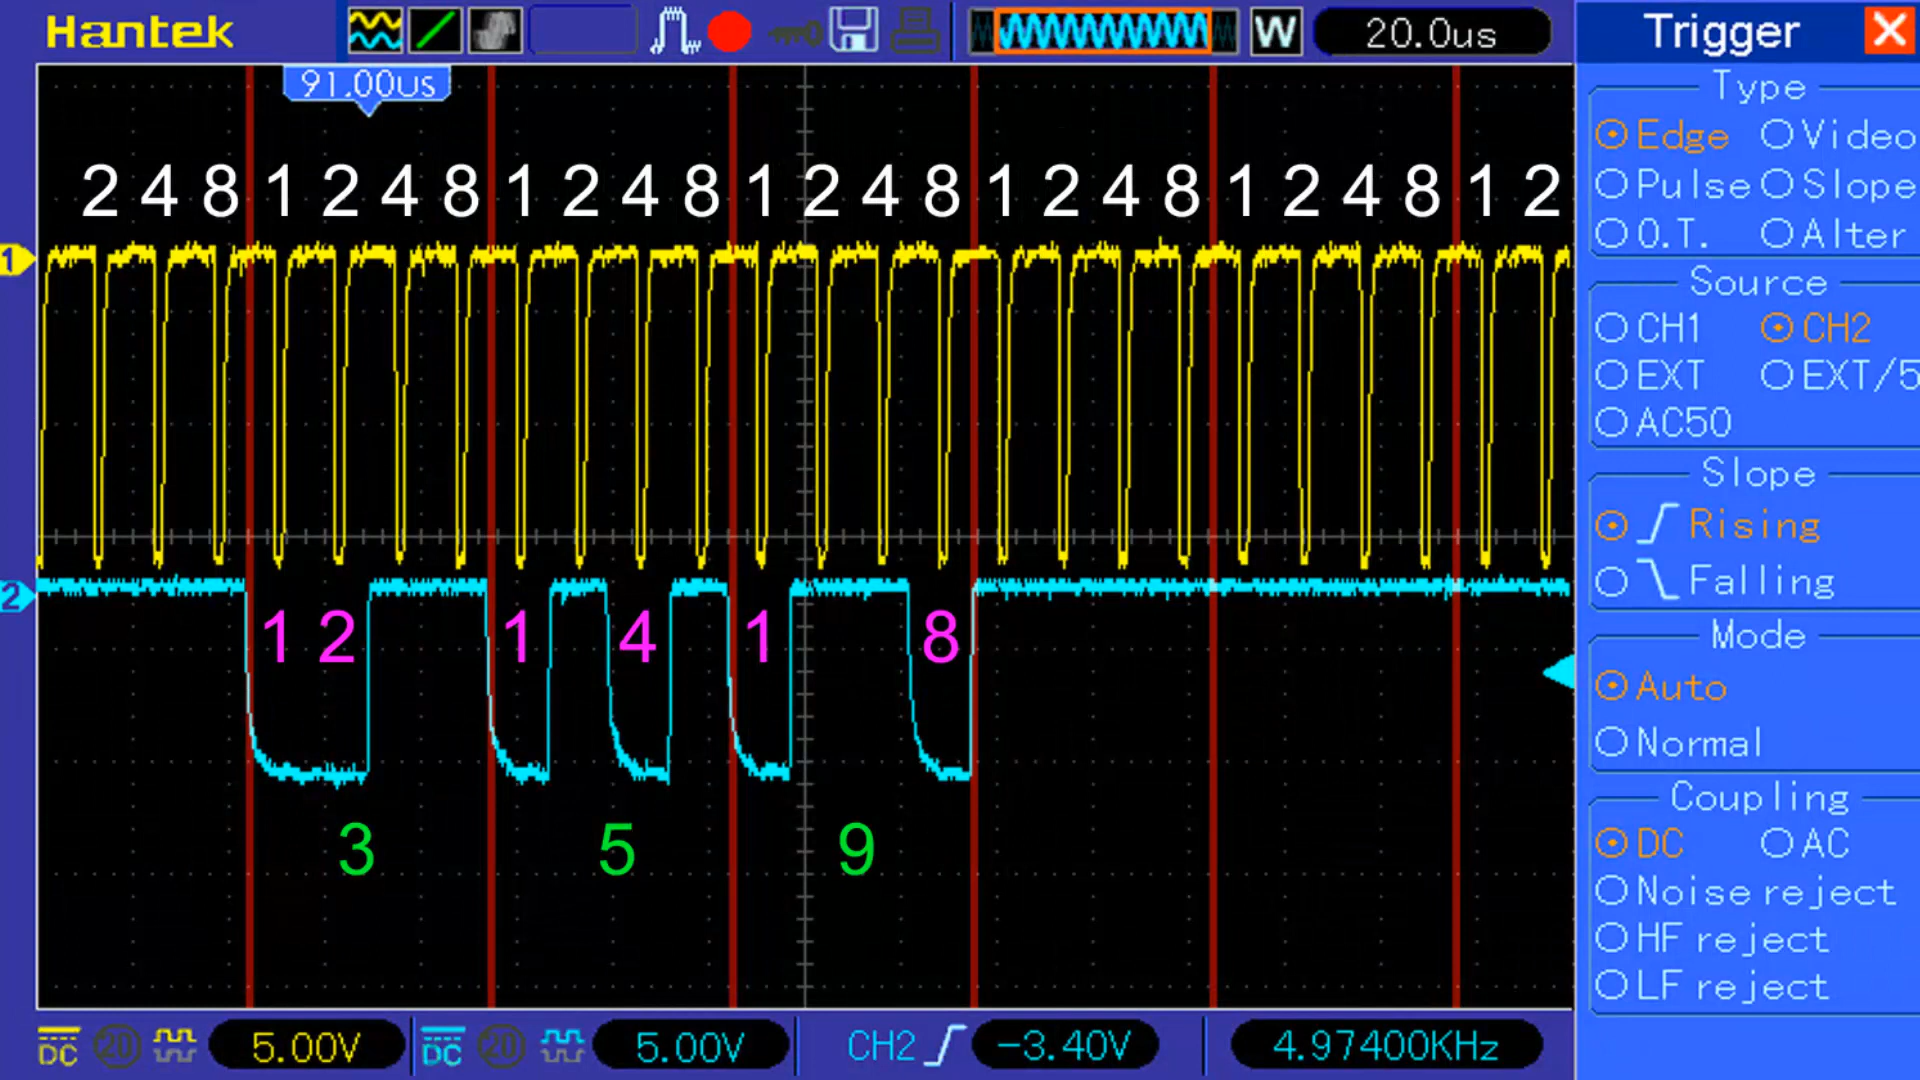 Hantek
W
20.0us
Trigger
91.00us
2 4 8 1 2 4 8 1 2 4 8 1 2 4 8 1 2 4 8 1 2 4 8 1 2
1
2
1 2 1 4 1 8
3 5 9
Type
Edge Video
Pulse Slope
O.T. Alter
Source
CH1 CH2
EXT EXT/5
AC50
Slope
Rising
Falling
Mode
Auto
Normal
Coupling
DC AC
Noise reject
HF reject
LF reject
DC 20 5.00V DC 20 5.00V CH2 -3.40V 4.97400KHz